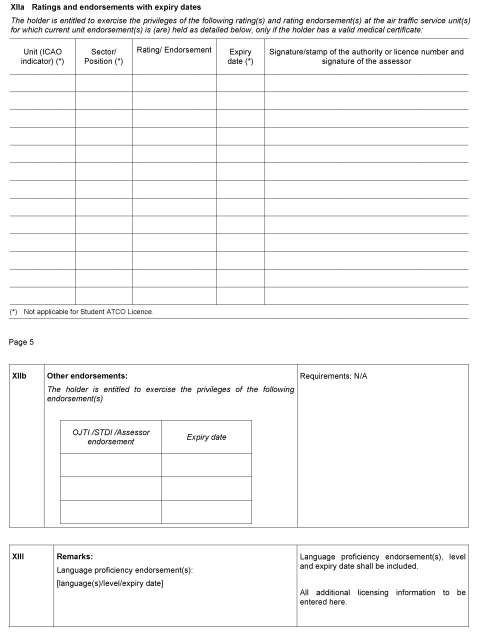 XIIa Ratings and endorsements with expiry dates
The holder is entitled to exercise the privileges of the following rating(s) and rating endorsement(s) at the air traffic service unit(s)
for which current unit endorsement(s) is (are) held as detailed below, only if the holder has a valid medical certificate:
Unit (ICAO
indicator) (*)
Sector/
Position (*)
Rating/ Endorsement
Expiry
date (*)
Signature/stamp of the authority or licence number and
signature of the assessor
(*) Not applicable for Student ATCO Licence.
Page 5
XIIb
Other endorsements:
The holder is entitled to exercise the privileges of the following
endorsement(s)
OJTI /STDI /Assessor
endorsement
Expiry date
Requirements: N/A
XIII
Remarks:
Language proficiency endorsement(s):
[language(s)/level/expiry date]
Language proficiency endorsement(s), level
and expiry date shall be included.
All additional licensing information to be
entered here.